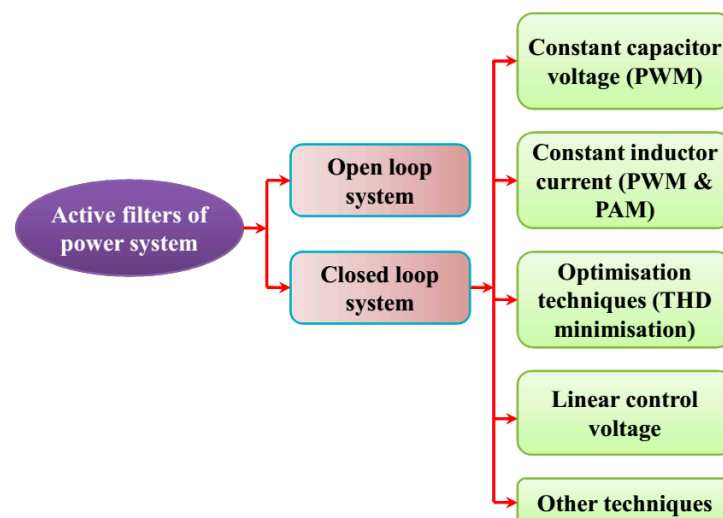 Active filters of
power system
Open loop
system
Closed loop
system
Constant capacitor
voltage (PWM)
Constant inductor
current (PWM &
PAM)
Optimisation
techniques (THD
minimisation)
Linear control
voltage
Other techniques